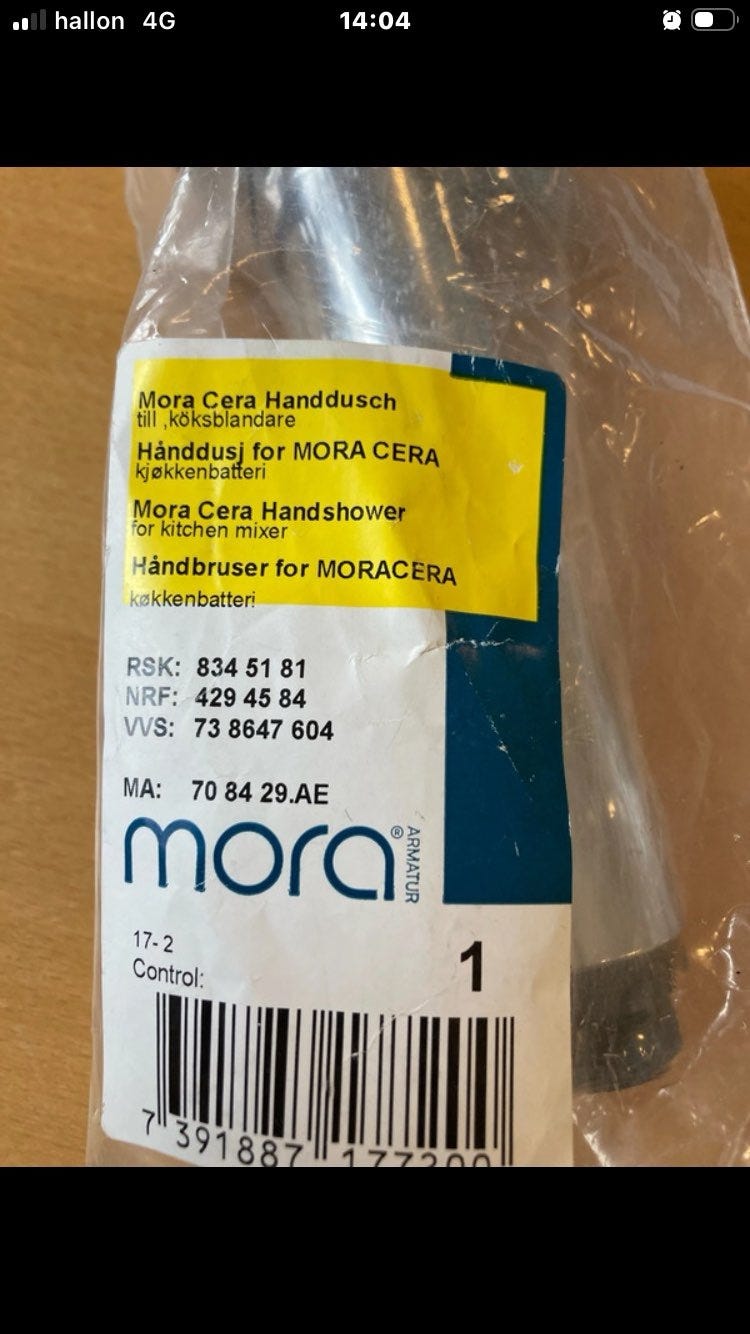 hallon 4G 14:04
Mora Cera Handdusch
till ,köksblandare
Hånddusj for MORA CERA
kjøkkenbatteri
Mora Cera Handshower
for kitchen mixer
Håndbruser for MORACERA
køkkenbatteri
RSK: 834 51 81
NRF: 429 45 84
VVS: 73 8647 604
MA: 70 84 29.AE
mora® ARMATUR
17-2
Control:
1
7 391887